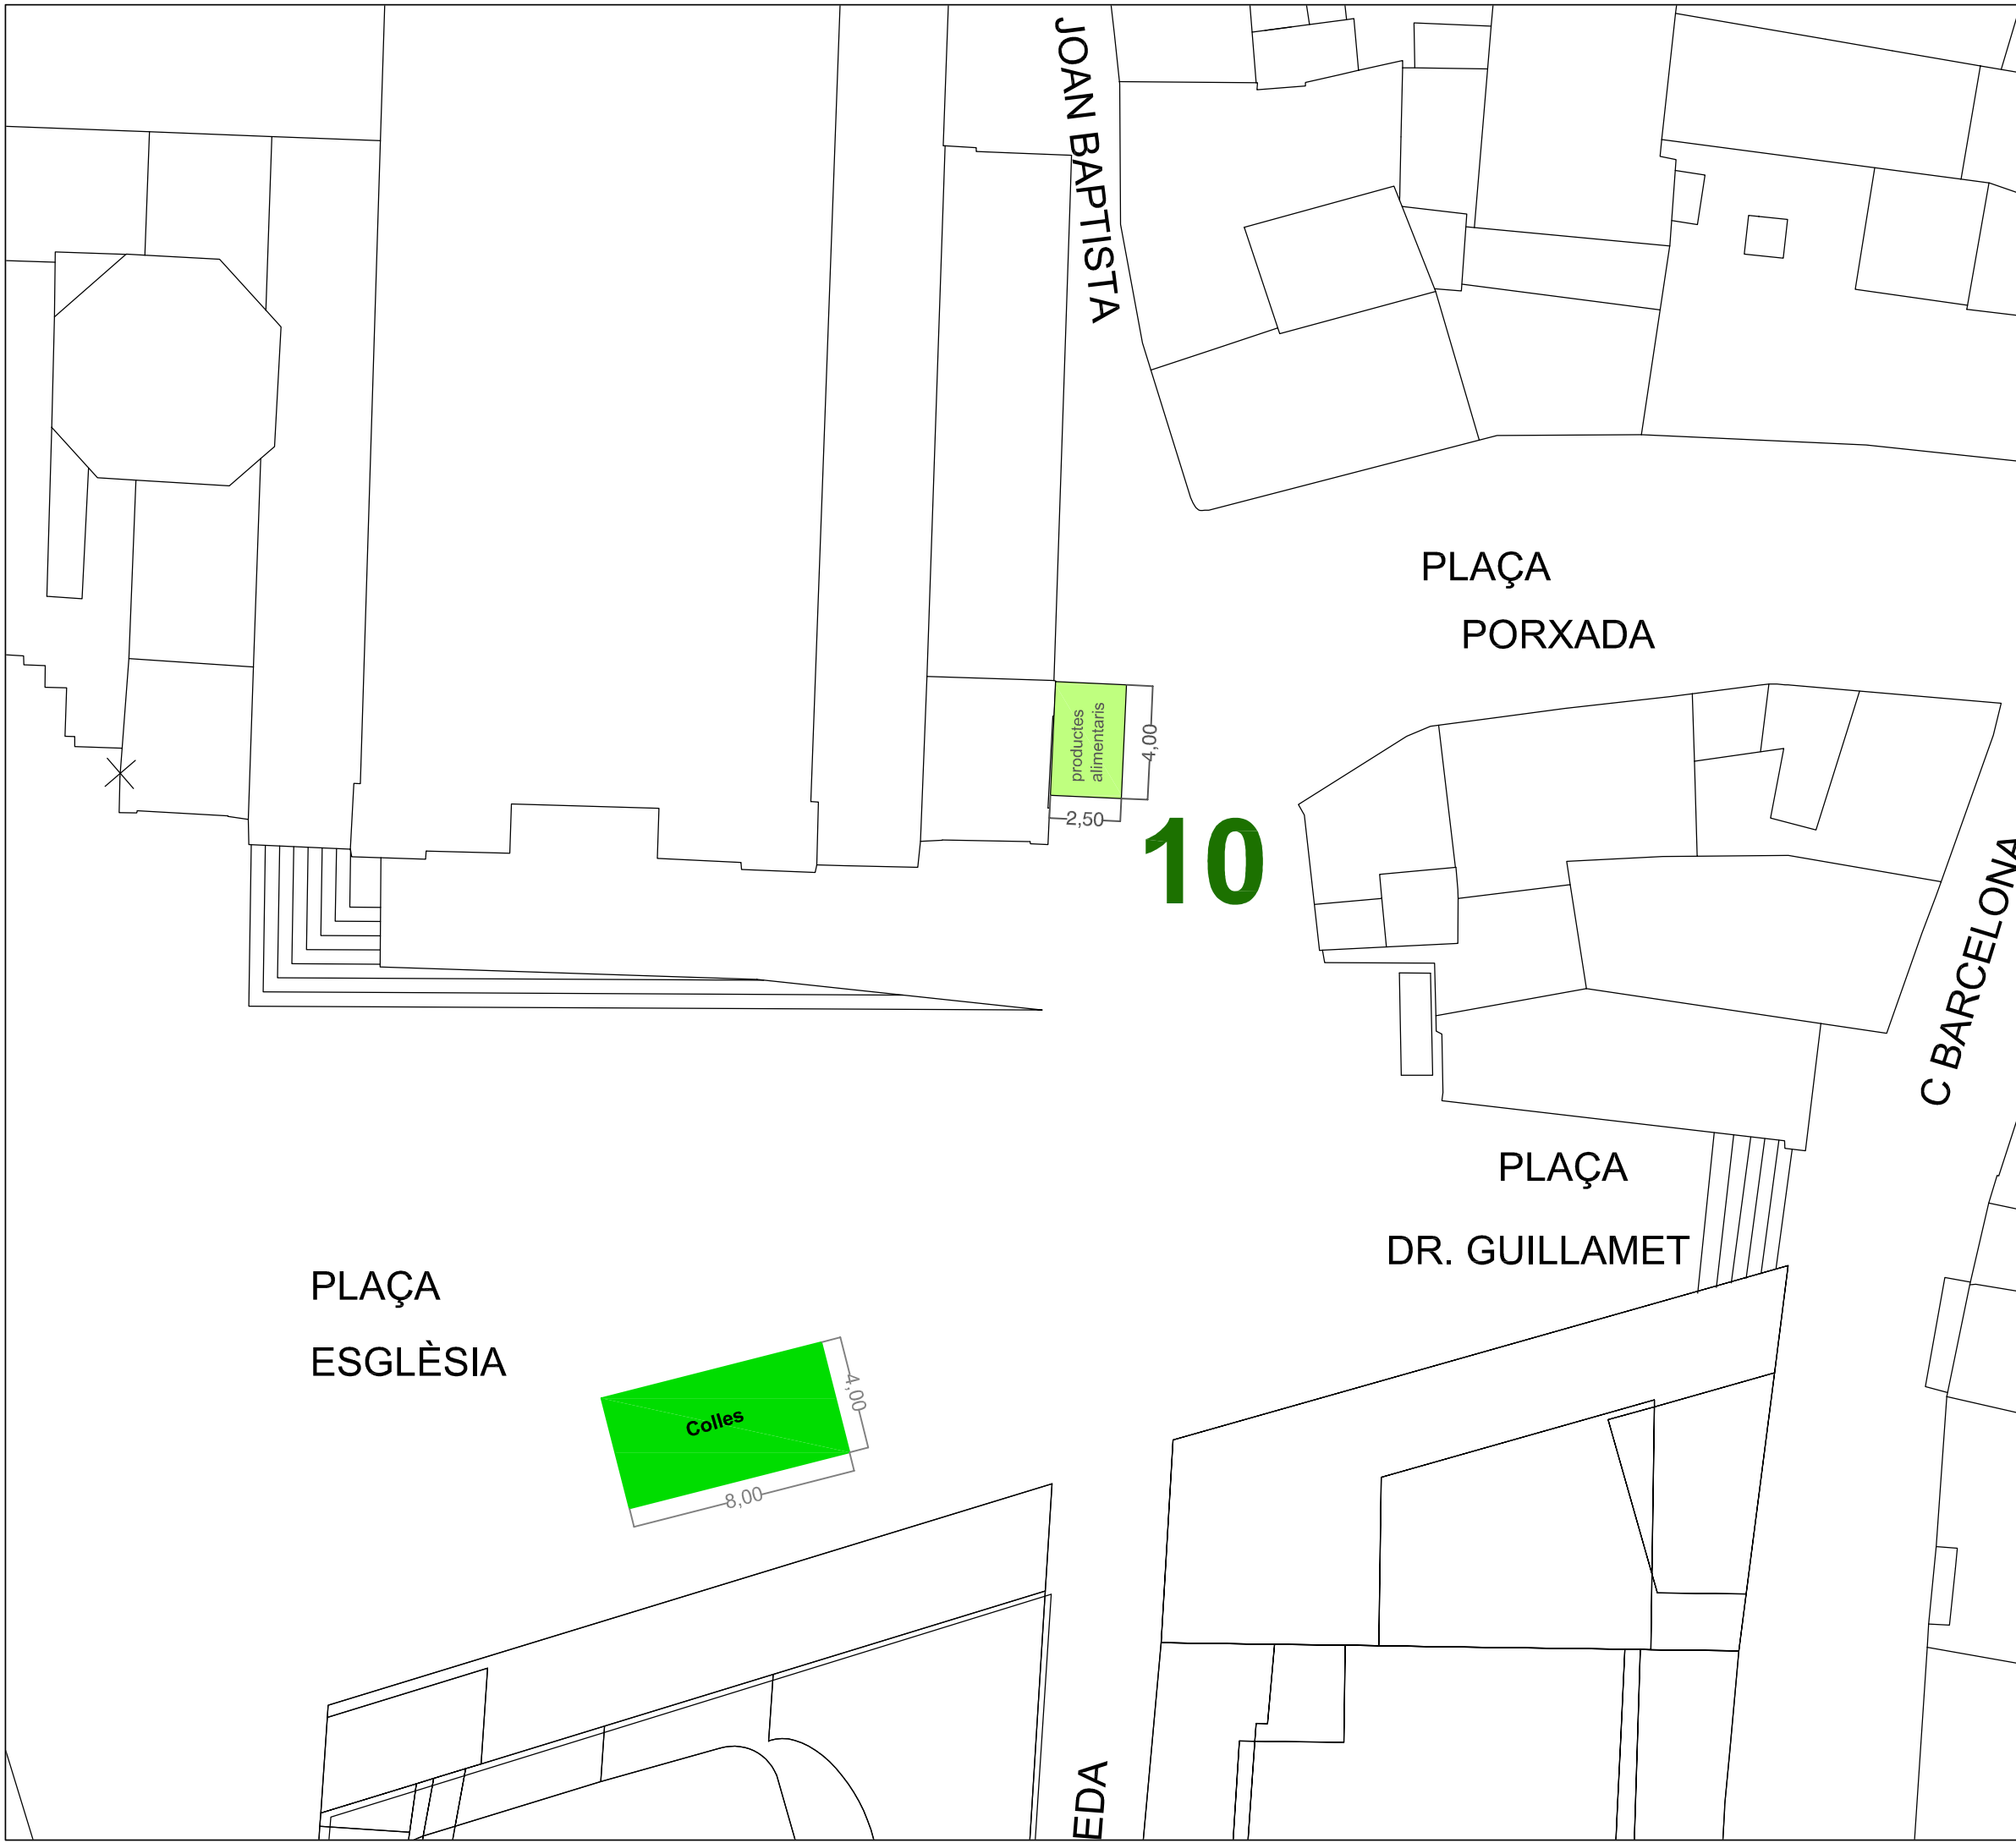 JOAN BAPTISTA
PLAÇA
PORXADA
productes
alimentaris
4,00
2,50
10
C BARCELONA
PLAÇA
DR. GUILLAMET
PLAÇA
ESGLÈSIA
Colles
4,00
8,00
EDA